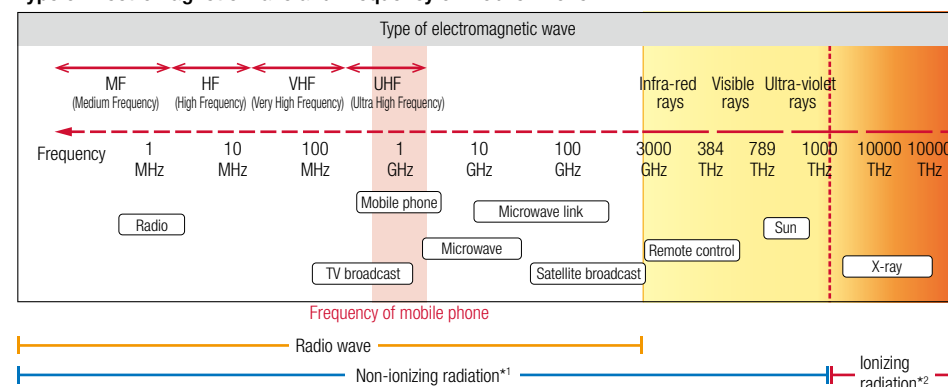 Type of electromagnetic wave
MF HF VHF UHF Infra-red Visible Ultra-violet
(Medium Frequency) (High Frequency) (Very High Frequency) (Ultra High Frequency) rays rays rays
Frequency 1 10 100 1 10 100 3000 384 789 1000 10000 10000
MHz MHz MHz GHz GHz GHz GHz THz THz THz THz THz
Mobile phone
Microwave link
Radio
Sun
Microwave
Remote control
TV broadcast
Satellite broadcast
X-ray
Frequency of mobile phone
Radio wave
Non-ionizing radiation*1
Ionizing
radiation*2